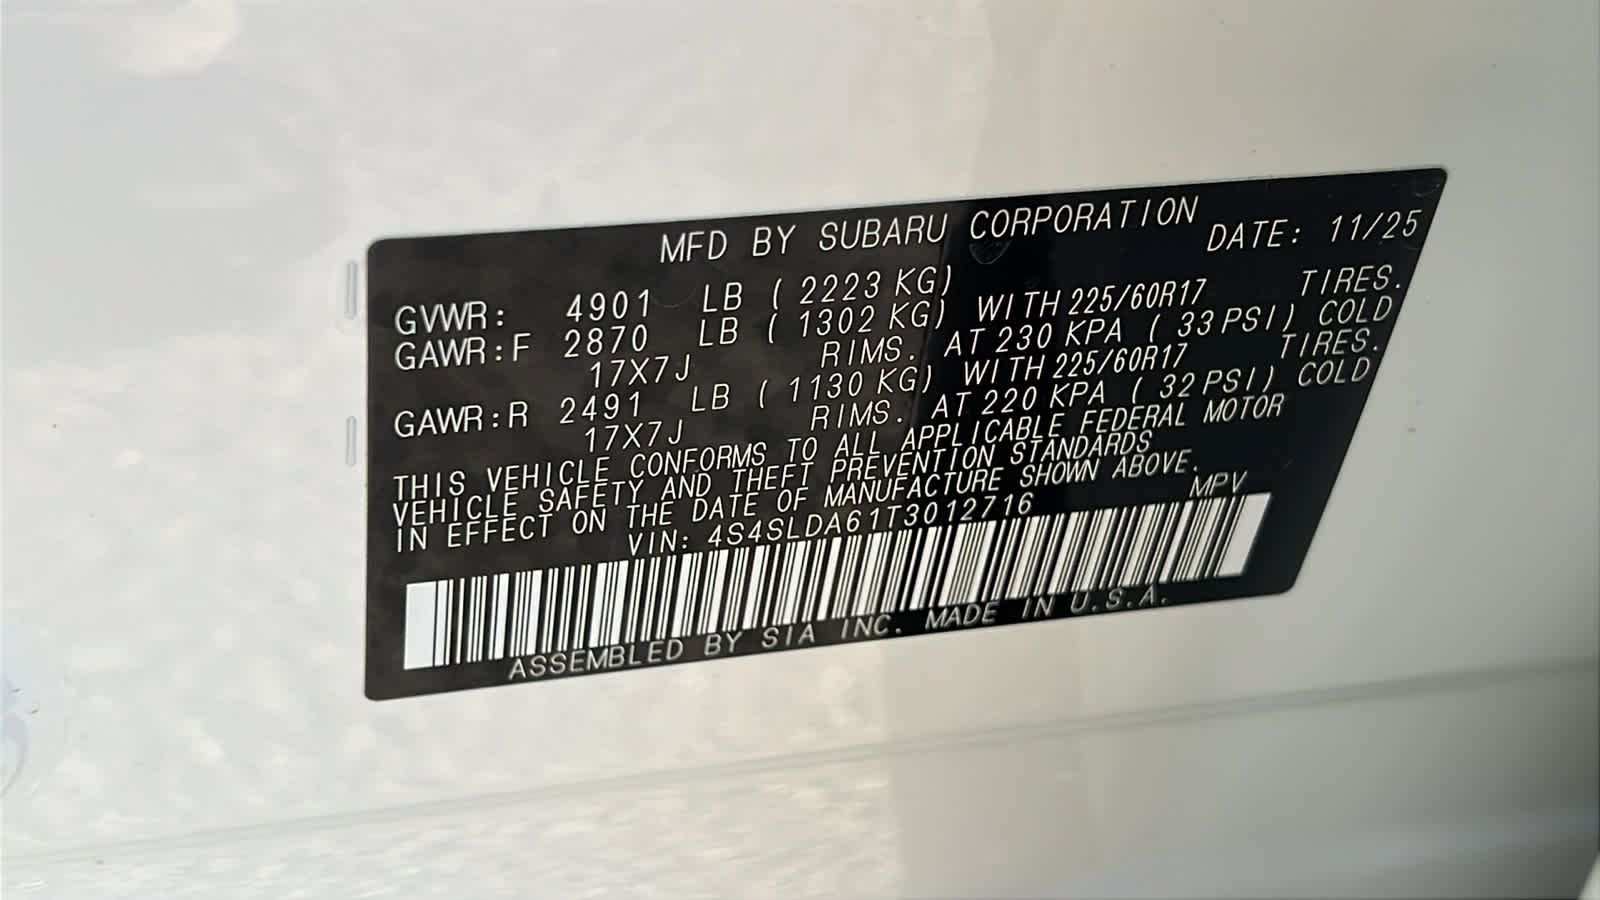 MFD BY SUBARU CORPORATION DATE: 11/25
GVWR: 4901 LB ( 2223 KG)
GAWR:F 2870 LB ( 1302 KG) WITH 225/60R17 TIRES.
17X7J RIMS. AT 230 KPA ( 33 PSI) COLD
GAWR:R 2491 LB ( 1130 KG) WITH 225/60R17 TIRES.
17X7J RIMS. AT 220 KPA ( 32 PSI) COLD
THIS VEHICLE CONFORMS TO ALL APPLICABLE FEDERAL MOTOR
VEHICLE SAFETY AND THEFT PREVENTION STANDARDS
IN EFFECT ON THE DATE OF MANUFACTURE SHOWN ABOVE.
VIN: 4S4SLDA61T3012716 MPV
ASSEMBLED BY SIA INC. MADE IN U.S.A.